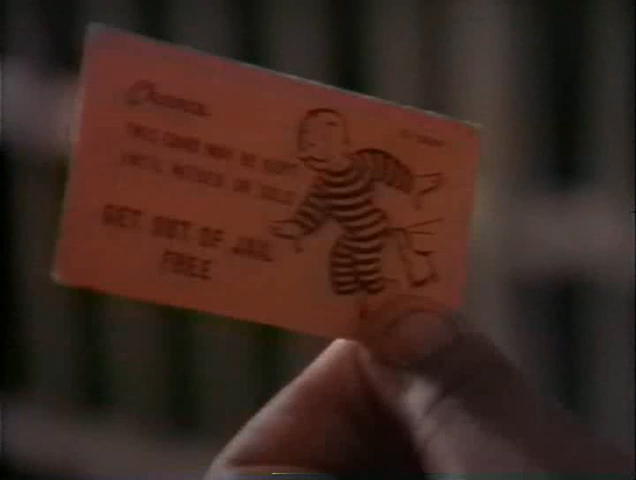 Chance
THIS CARD MAY BE KEPT
UNTIL NEEDED OR SOLD
GET OUT OF JAIL
FREE